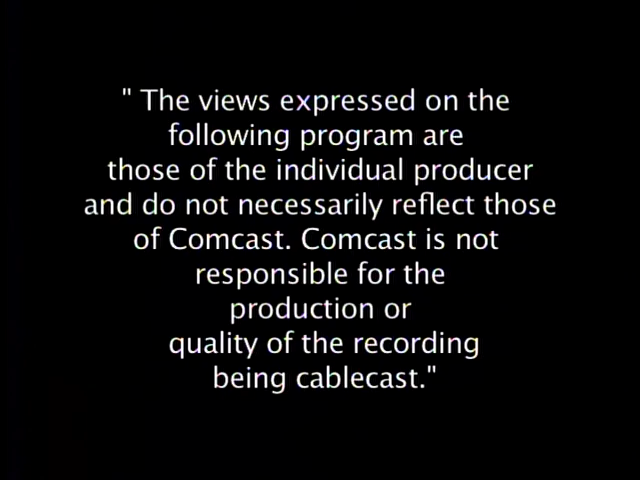 " The views expressed on the
following program are
those of the individual producer
and do not necessarily reflect those
of Comcast. Comcast is not
responsible for the
production or
quality of the recording
being cablecast."